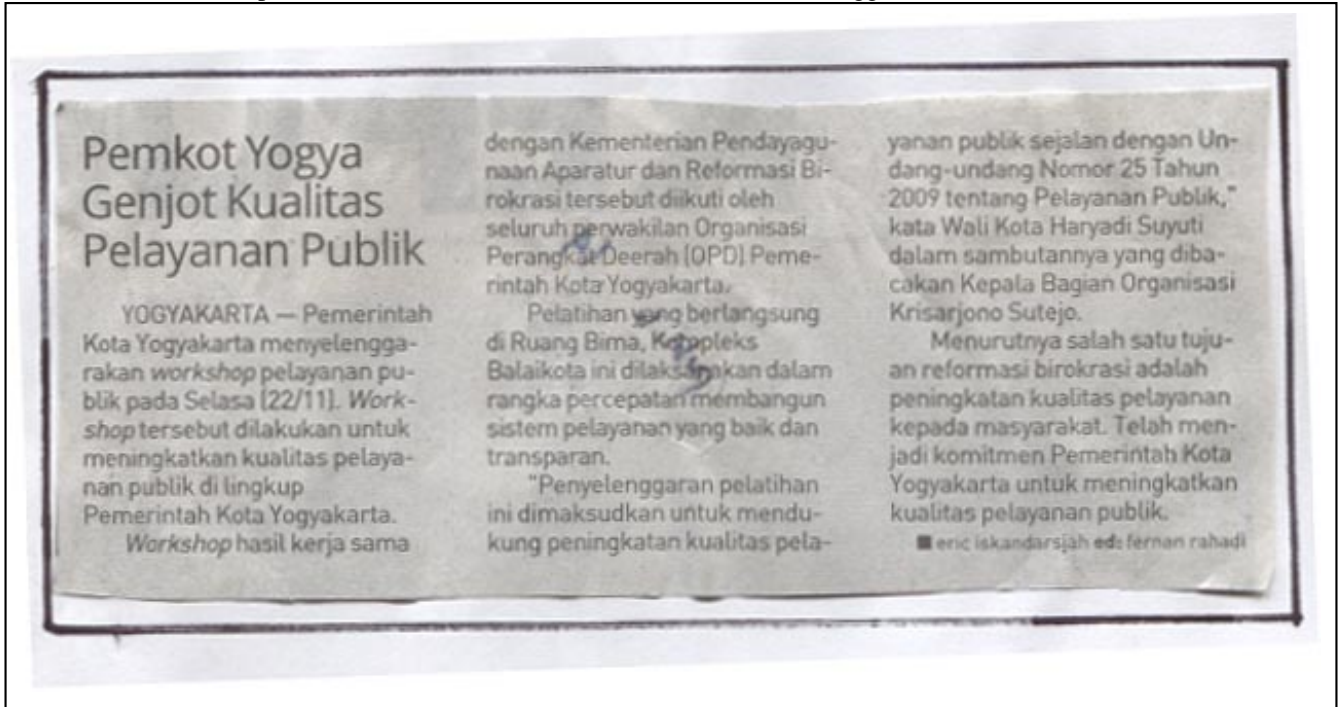 Pemkot Yogya
Genjot Kualitas
Pelayanan Publik
YOGYAKARTA — Pemerintah
Kota Yogyakarta menyelengga-
rakan workshop pelayanan pu-
blik pada Selasa (22/11). Work-
shop tersebut dilakukan untuk
meningkatkan kualitas pelaya-
nan publik di lingkup
Pemerintah Kota Yogyakarta.
Workshop hasil kerja sama
dengan Kementerian Pendayagu-
naan Aparatur dan Reformasi Bi-
rokrasi tersebut diikuti oleh
seluruh perwakilan Organisasi
Perangkat Deerah (OPD) Peme-
rintah Kota Yogyakarta.
Pelatihan yang berlangsung
di Ruang Bima, Kompleks
Balaikota ini dilaksanakan dalam
rangka percepatan membangun
sistem pelayanan yang baik dan
transparan.
"Penyelenggaran pelatihan
ini dimaksudkan untuk mendu-
kung peningkatan kualitas pela-
yanan publik sejalan dengan Un-
dang-undang Nomor 25 Tahun
2009 tentang Pelayanan Publik,"
kata Wali Kota Haryadi Suyuti
dalam sambutannya yang diba-
cakan Kepala Bagian Organisasi
Krisarjono Sutejo.
Menurutnya salah satu tuju-
an reformasi birokrasi adalah
peningkatan kualitas pelayanan
kepada masyarakat. Telah men-
jadi komitmen Pemerintah Kota
Yogyakarta untuk meningkatkan
kualitas pelayanan publik.
■ eric iskandarsjah ed: fernan rahadi